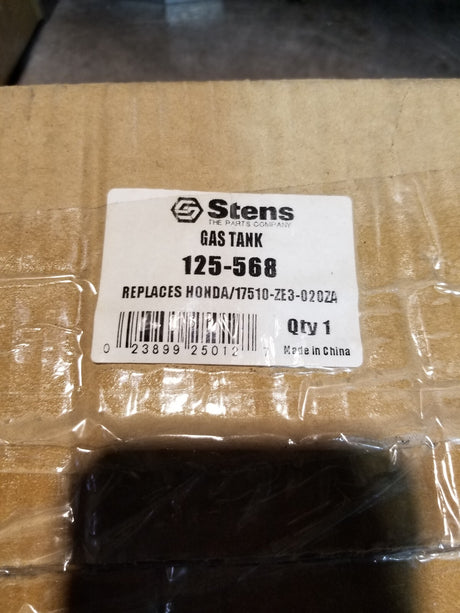 Stens
THE PARTS COMPANY
GAS TANK
125-568
REPLACES HONDA/17510-ZE3-020ZA
Qty 1
0 23899 25012
Made in China